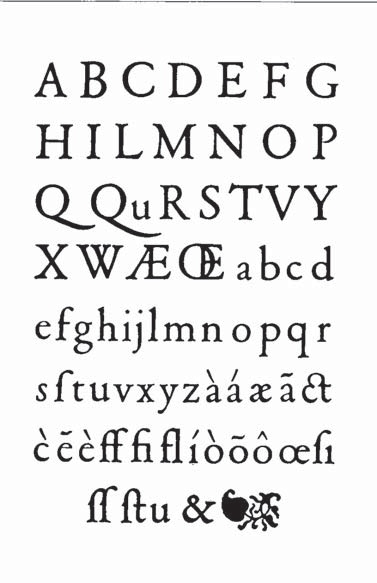 A B C D E F G
H I L M N O P
Q Qu R S T V Y
X W Æ Œ a b c d
e f g h i j l m n o p q r
s ſ t u v x y z à á æ ã ct
c̀ ẽ è ff fi fl í ò õ ô œ ſi
ſſ ſt u & ❦